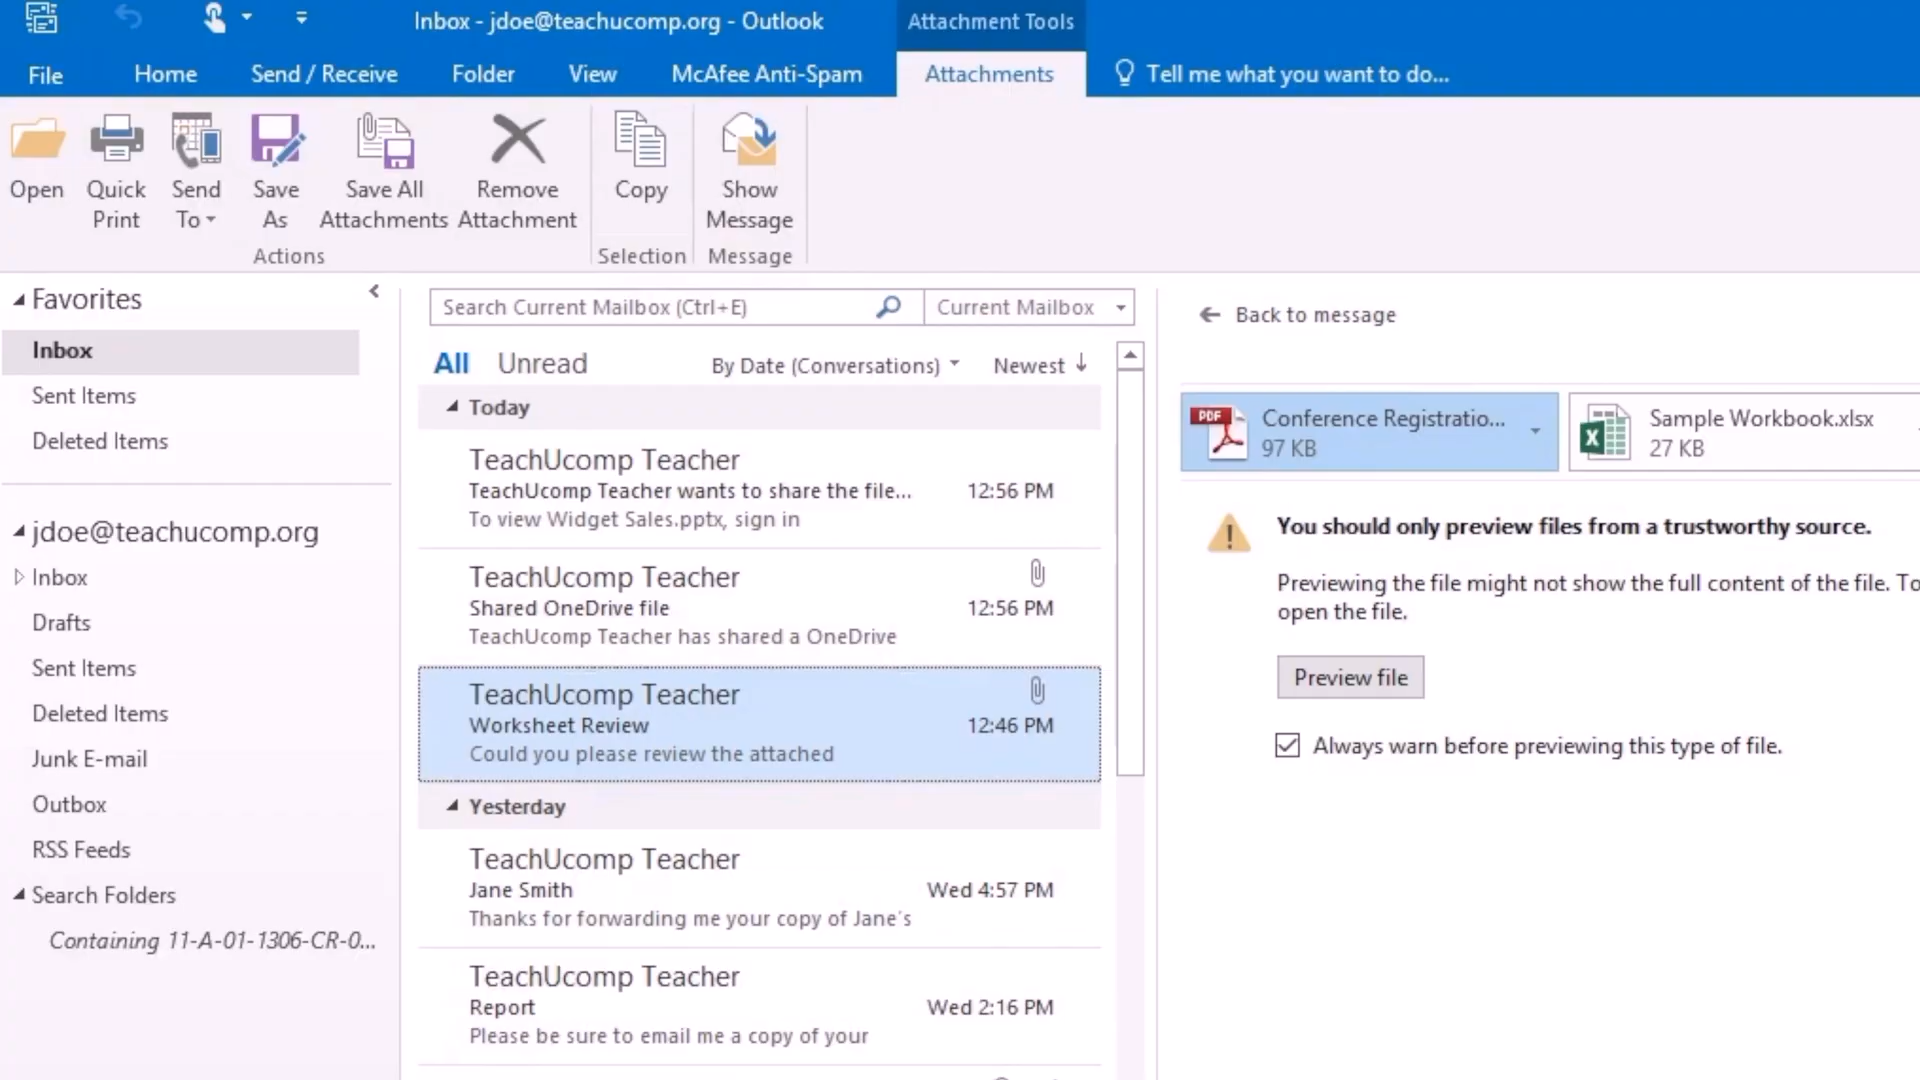 Inbox - jdoe@teachucomp.org - Outlook
Attachment Tools
File
Home
Send / Receive
Folder
View
McAfee Anti-Spam
Attachments
Tell me what you want to do...
Open
Quick
Print
Send
To
Save
As
Save All
Attachments
Remove
Attachment
Copy
Show
Message
Actions
Selection
Message
Favorites
Inbox
Sent Items
Deleted Items
jdoe@teachucomp.org
Inbox
Drafts
Sent Items
Deleted Items
Junk E-mail
Outbox
RSS Feeds
Search Folders
Containing 11-A-01-1306-CR-0...
Search Current Mailbox (Ctrl+E)
Current Mailbox
All
Unread
By Date (Conversations)
Newest
Today
TeachUcomp Teacher
TeachUcomp Teacher wants to share the file...
12:56 PM
To view Widget Sales.pptx, sign in
TeachUcomp Teacher
Shared OneDrive file
12:56 PM
TeachUcomp Teacher has shared a OneDrive
TeachUcomp Teacher
Worksheet Review
12:46 PM
Could you please review the attached
Yesterday
TeachUcomp Teacher
Jane Smith
Wed 4:57 PM
Thanks for forwarding me your copy of Jane's
TeachUcomp Teacher
Report
Wed 2:16 PM
Please be sure to email me a copy of your
Back to message
PDF
Conference Registratio...
97 KB
Sample Workbook.xlsx
27 KB
You should only preview files from a trustworthy source.
Previewing the file might not show the full content of the file. To
open the file.
Preview file
Always warn before previewing this type of file.